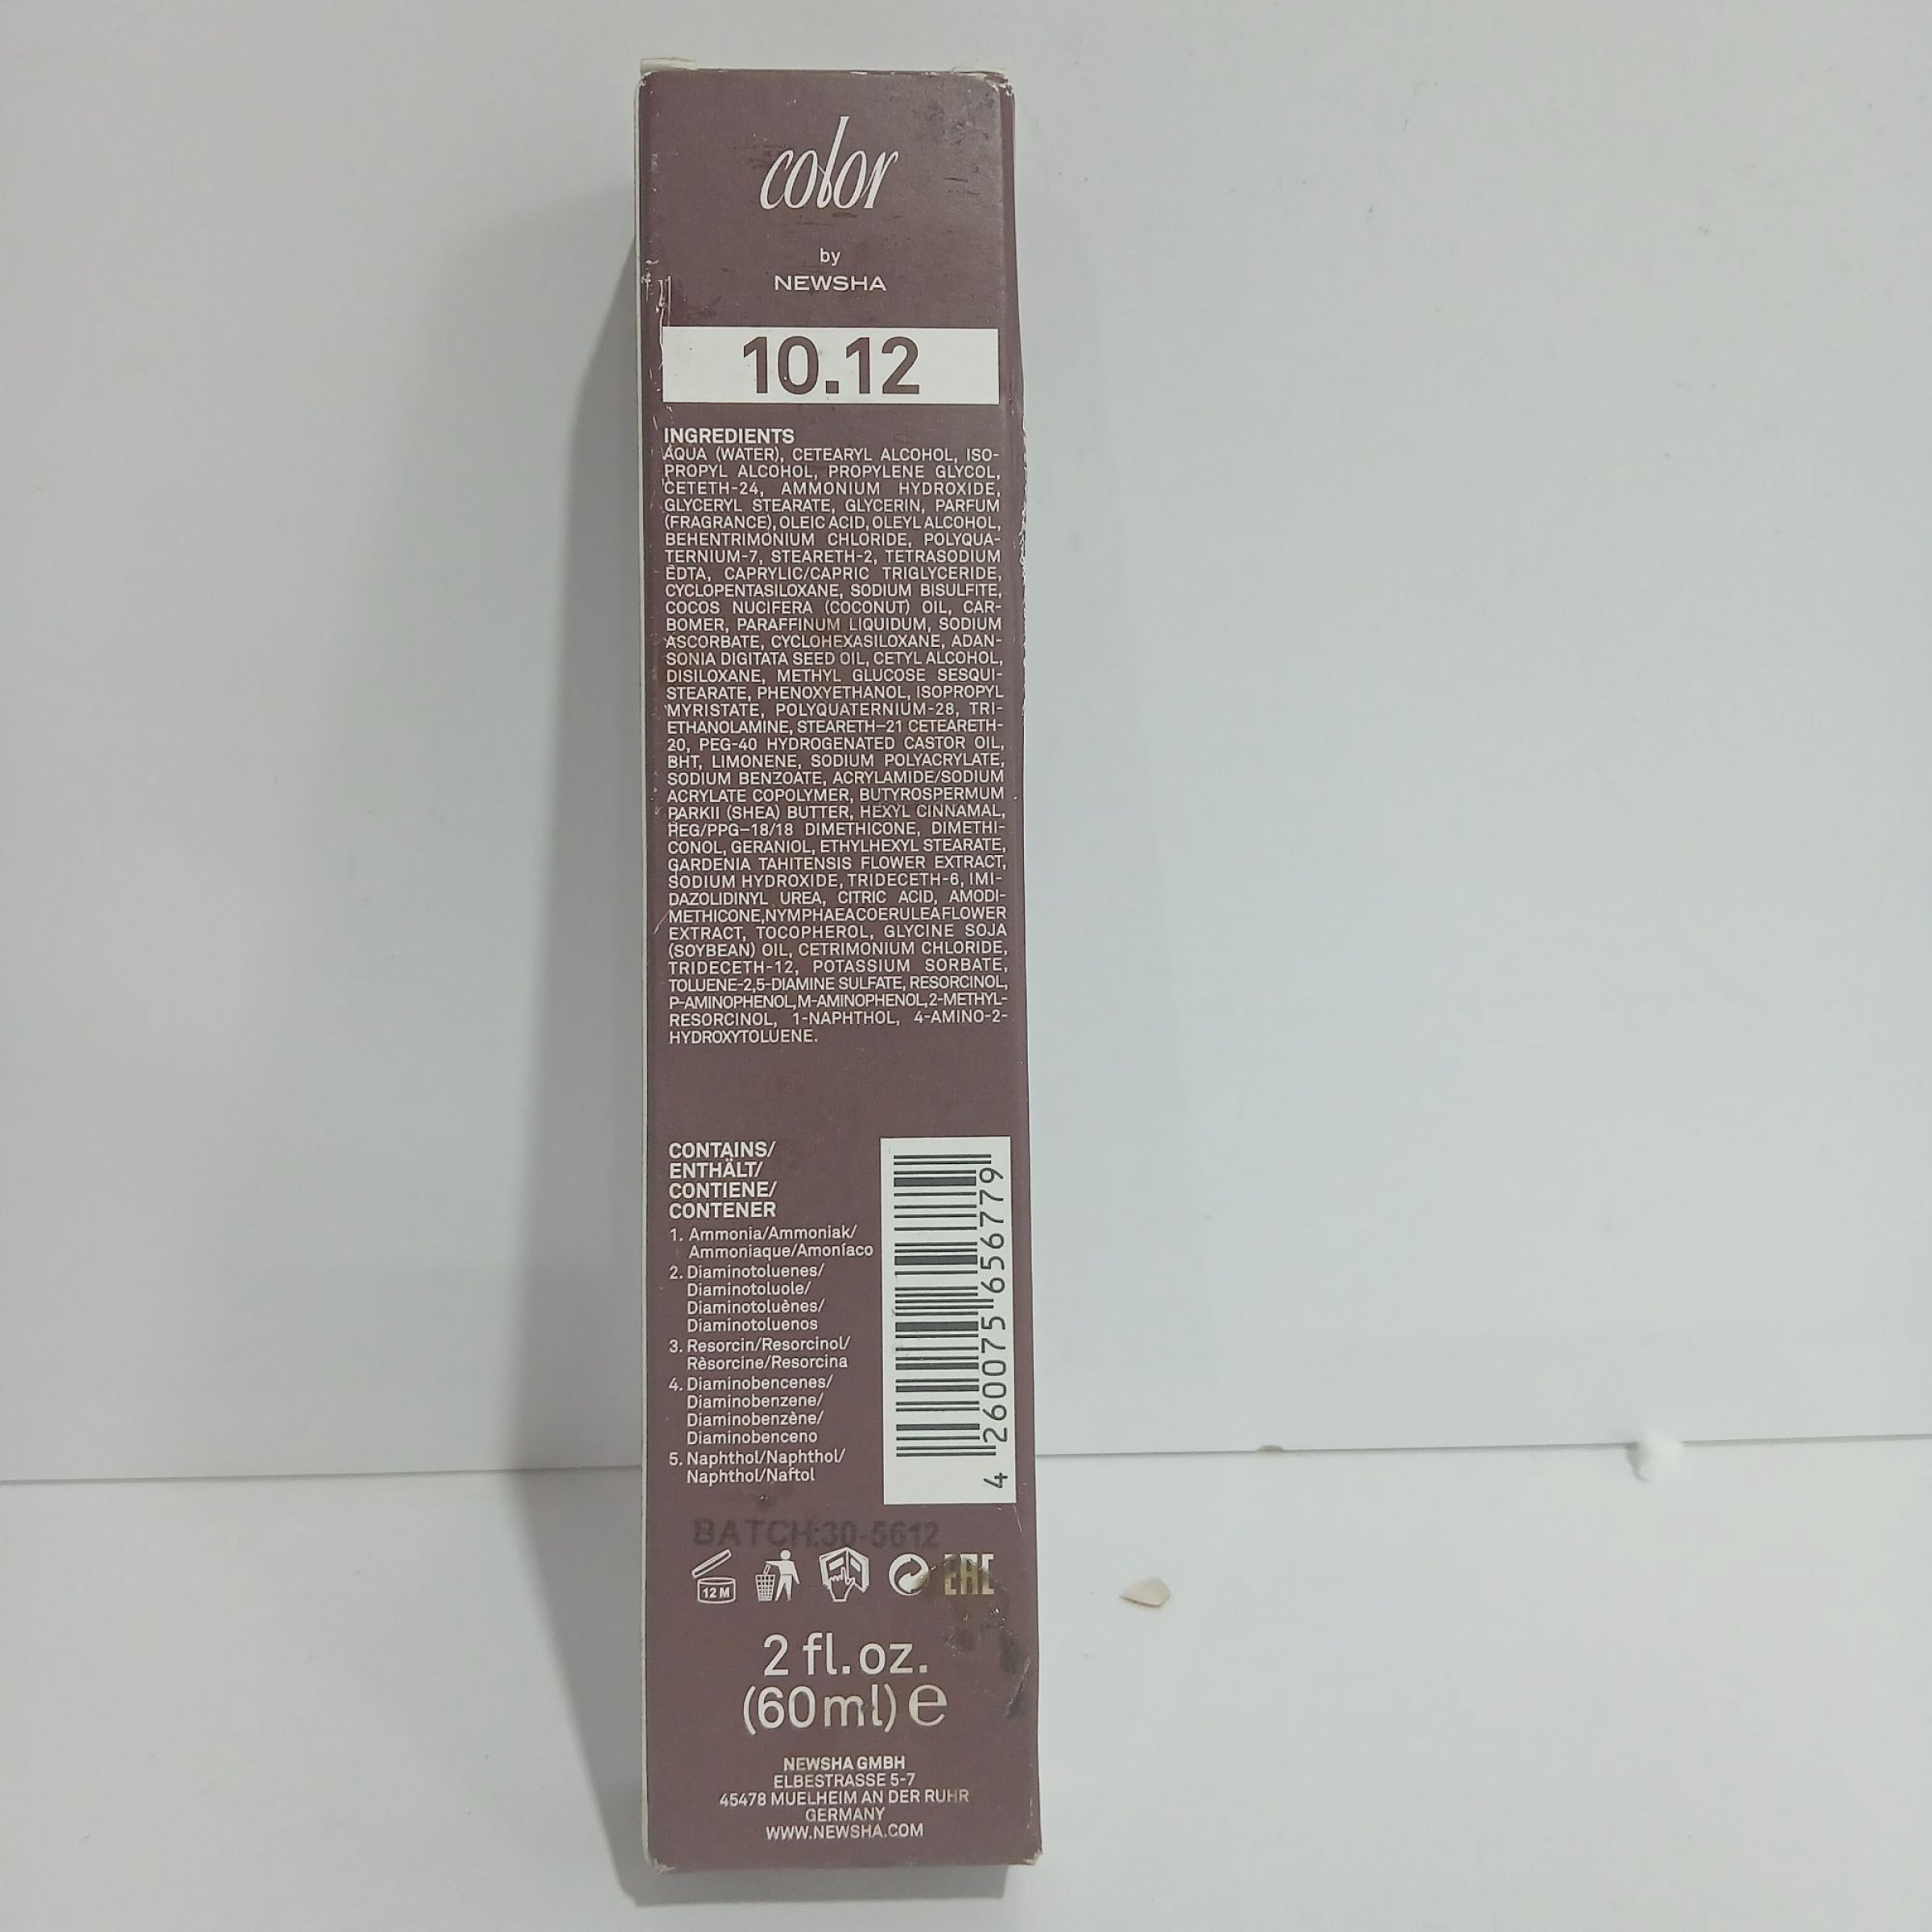 color
by
NEWSHA
10.12
INGREDIENTS
AQUA (WATER), CETEARYL ALCOHOL, ISO-
PROPYL ALCOHOL, PROPYLENE GLYCOL,
CETETH-24, AMMONIUM HYDROXIDE,
GLYCERYL STEARATE, GLYCERIN, PARFUM
(FRAGRANCE), OLEIC ACID, OLEYL ALCOHOL,
BEHENTRIMONIUM CHLORIDE, POLYQUA-
TERNIUM-7, STEARETH-2, TETRASODIUM
EDTA, CAPRYLIC/CAPRIC TRIGLYCERIDE,
CYCLOPENTASILOXANE, SODIUM BISULFITE,
COCOS NUCIFERA (COCONUT) OIL, CAR-
BOMER, PARAFFINUM LIQUIDUM, SODIUM
ASCORBATE, CYCLOHEXASILOXANE, ADAN-
SONIA DIGITATA SEED OIL, CETYL ALCOHOL,
DISILOXANE, METHYL GLUCOSE SESQUI-
STEARATE, PHENOXYETHANOL, ISOPROPYL
MYRISTATE, POLYQUATERNIUM-28, TRI-
ETHANOLAMINE, STEARETH-21 CETEARETH-
20, PEG-40 HYDROGENATED CASTOR OIL,
BHT, LIMONENE, SODIUM POLYACRYLATE,
SODIUM BENZOATE, ACRYLAMIDE/SODIUM
ACRYLATE COPOLYMER, BUTYROSPERMUM
PARKII (SHEA) BUTTER, HEXYL CINNAMAL,
PEG/PPG-18/18 DIMETHICONE, DIMETHI-
CONOL, GERANIOL, ETHYLHEXYL STEARATE,
GARDENIA TAHITENSIS FLOWER EXTRACT,
SODIUM HYDROXIDE, TRIDECETH-6, IMI-
DAZOLIDINYL UREA, CITRIC ACID, AMODI-
METHICONE,NYMPHAEACOERULEAFLOWER
EXTRACT, TOCOPHEROL, GLYCINE SOJA
(SOYBEAN) OIL, CETRIMONIUM CHLORIDE,
TRIDECETH-12, POTASSIUM SORBATE,
TOLUENE-2,5-DIAMINE SULFATE, RESORCINOL,
P-AMINOPHENOL,M-AMINOPHENOL,2-METHYL-
RESORCINOL, 1-NAPHTHOL, 4-AMINO-2-
HYDROXYTOLUENE.
CONTAINS/
ENTHÄLT/
CONTIENE/
CONTENER
1. Ammonia/Ammoniak/
Ammoniaque/Amoníaco
2. Diaminotoluenes/
Diaminotoluole/
Diaminotoluènes/
Diaminotoluenos
3. Resorcin/Resorcinol/
Rèsorcine/Resorcina
4. Diaminobencenes/
Diaminobenzene/
Diaminobenzène/
Diaminobenceno
5. Naphthol/Naphthol/
Naphthol/Naftol
4 260075 656779
BATCH:30-5612
12 M
EAC
2 fl.oz.
(60ml) e
NEWSHA GMBH
ELBESTRASSE 5-7
45478 MUELHEIM AN DER RUHR
GERMANY
WWW.NEWSHA.COM